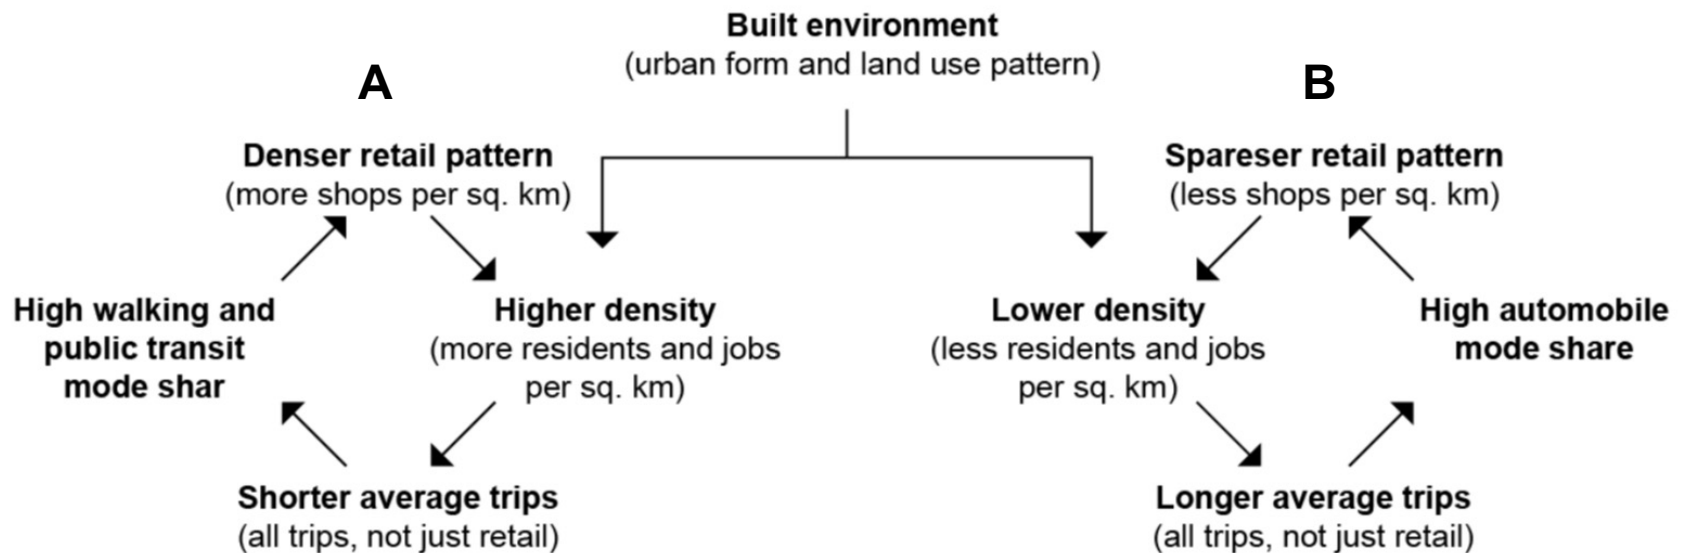 Built environment
(urban form and land use pattern)
A
Denser retail pattern
(more shops per sq. km)
High walking and
public transit
mode shar
Higher density
(more residents and jobs
per sq. km)
Shorter average trips
(all trips, not just retail)
B
Spareser retail pattern
(less shops per sq. km)
Lower density
(less residents and jobs
per sq. km)
High automobile
mode share
Longer average trips
(all trips, not just retail)